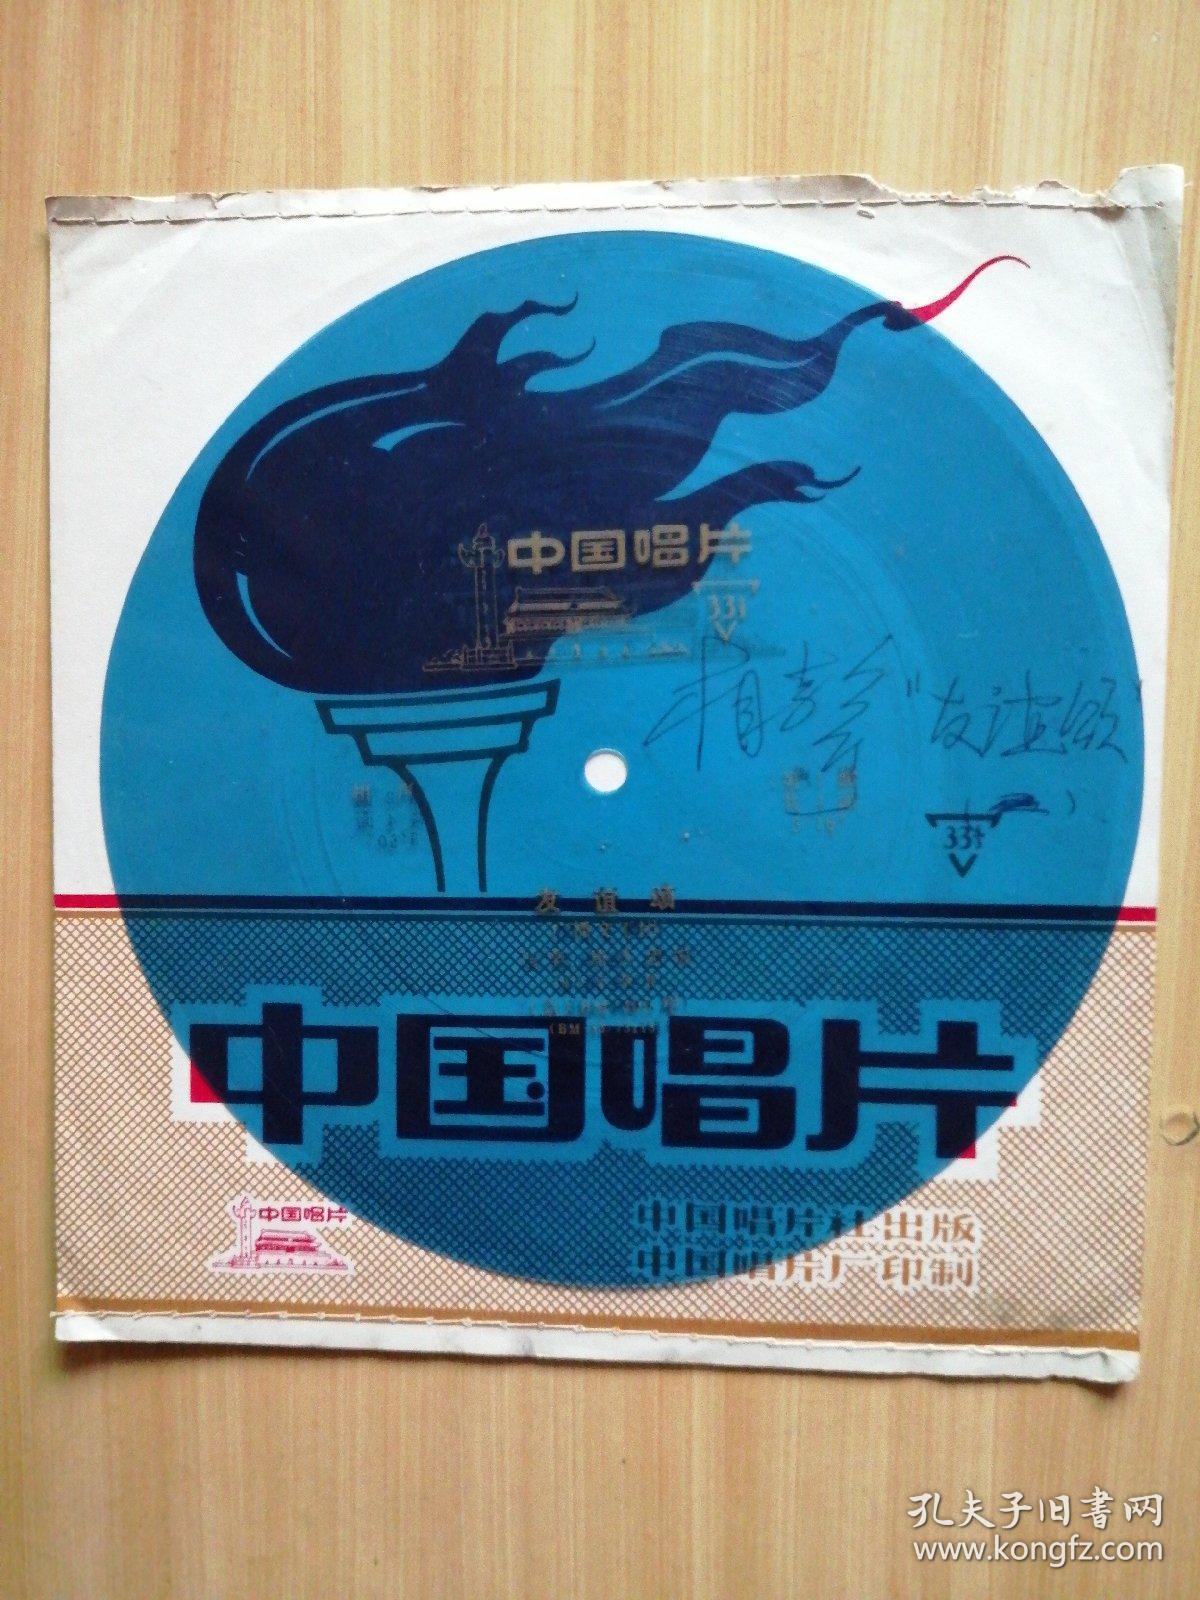 中国唱片
33⅓
相声“友谊颂”
(二)
33⅓
友谊颂
中国唱片
中国唱片
中国唱片社出版
中国唱片厂印制
孔夫子旧书网
www.kongfz.com